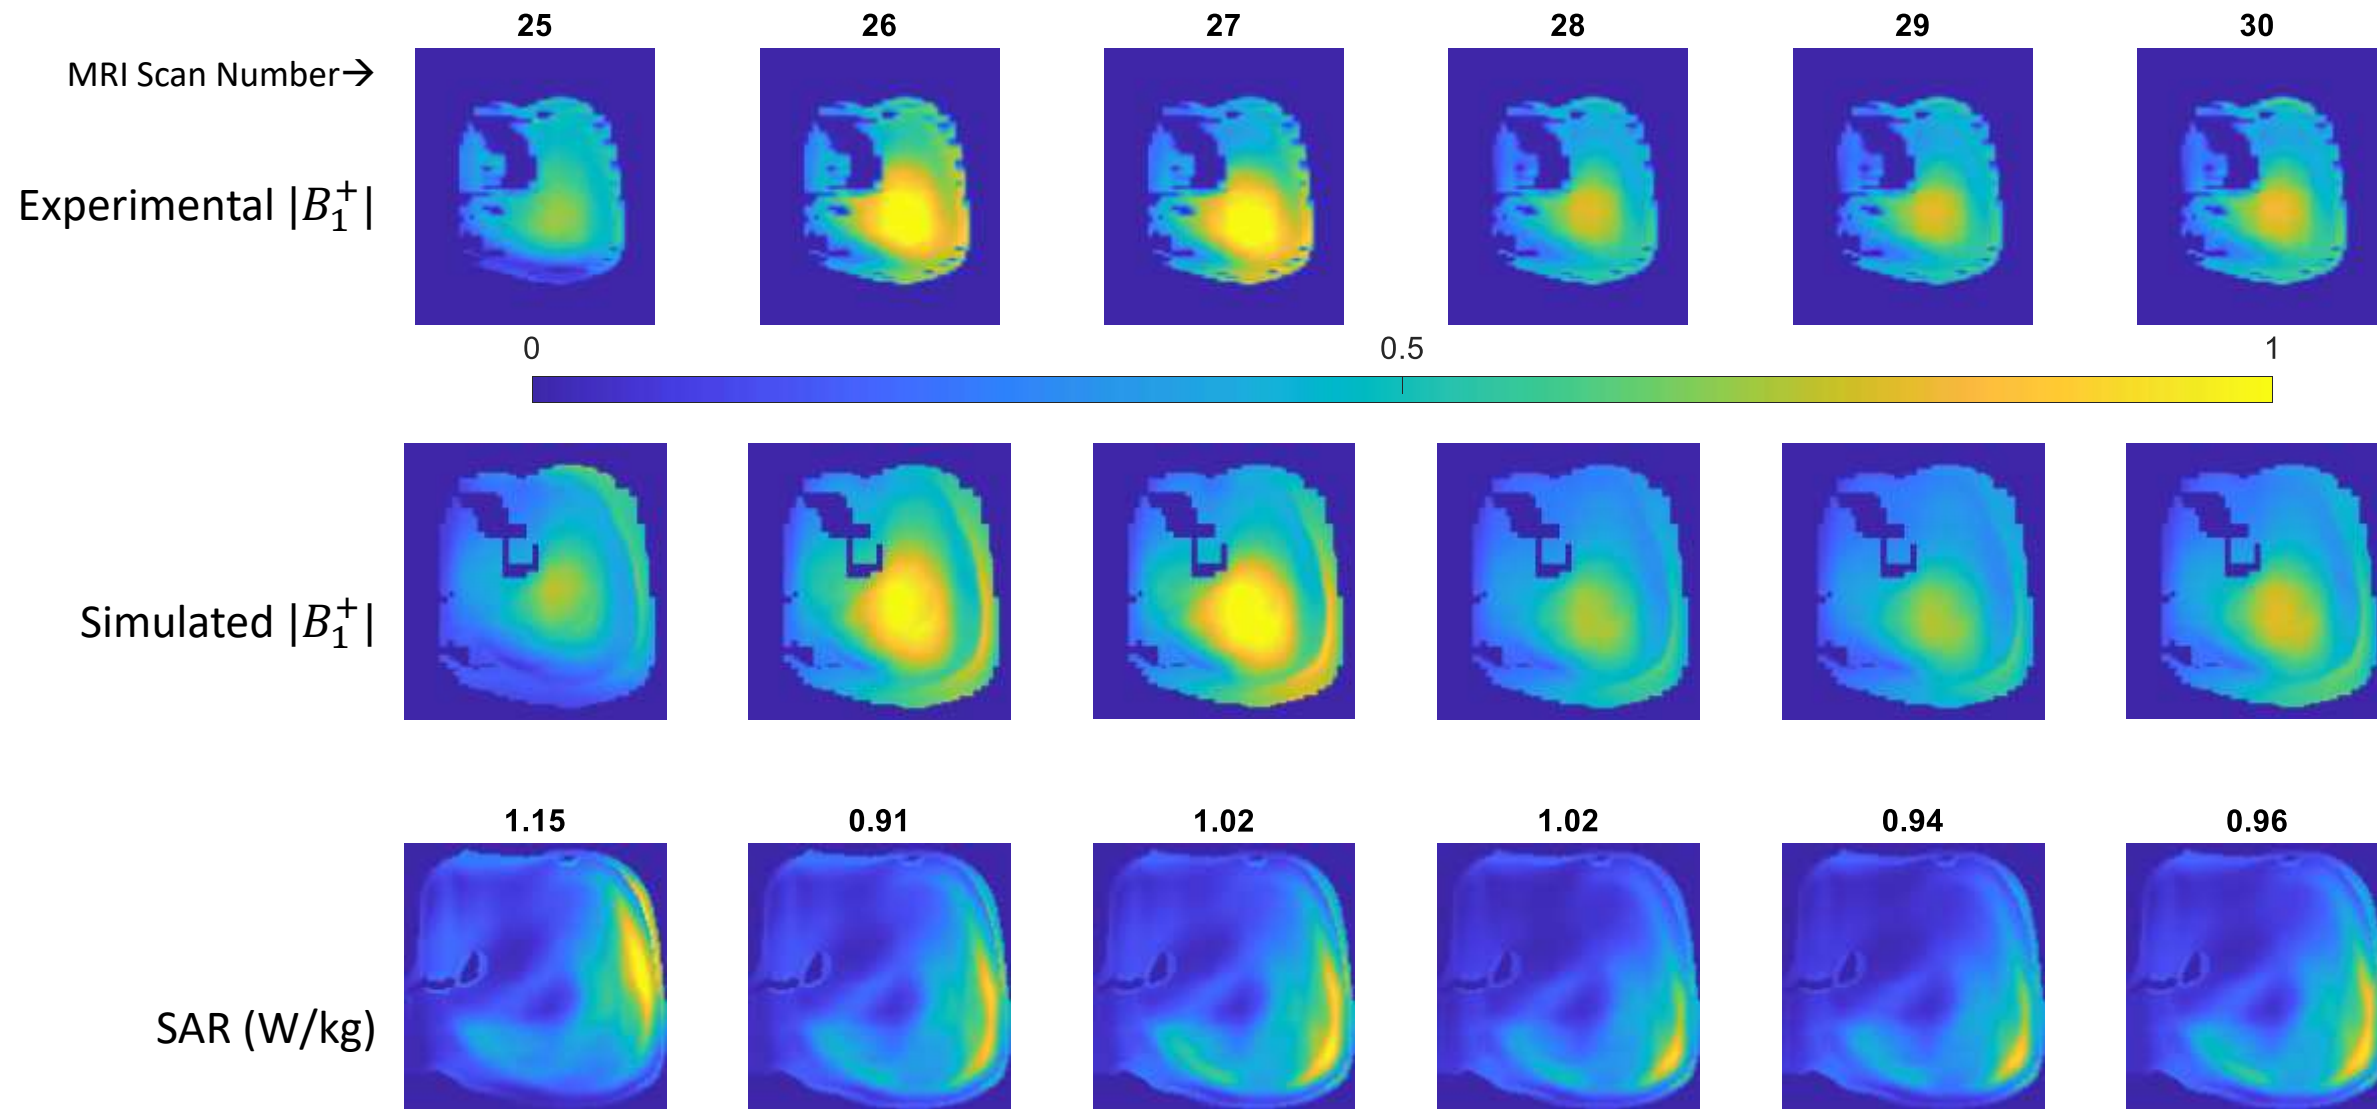 25 26 27 28 29 30
MRI Scan Number→
Experimental |B₁⁺|
0 0.5 1
Simulated |B₁⁺|
1.15 0.91 1.02 1.02 0.94 0.96
SAR (W/kg)